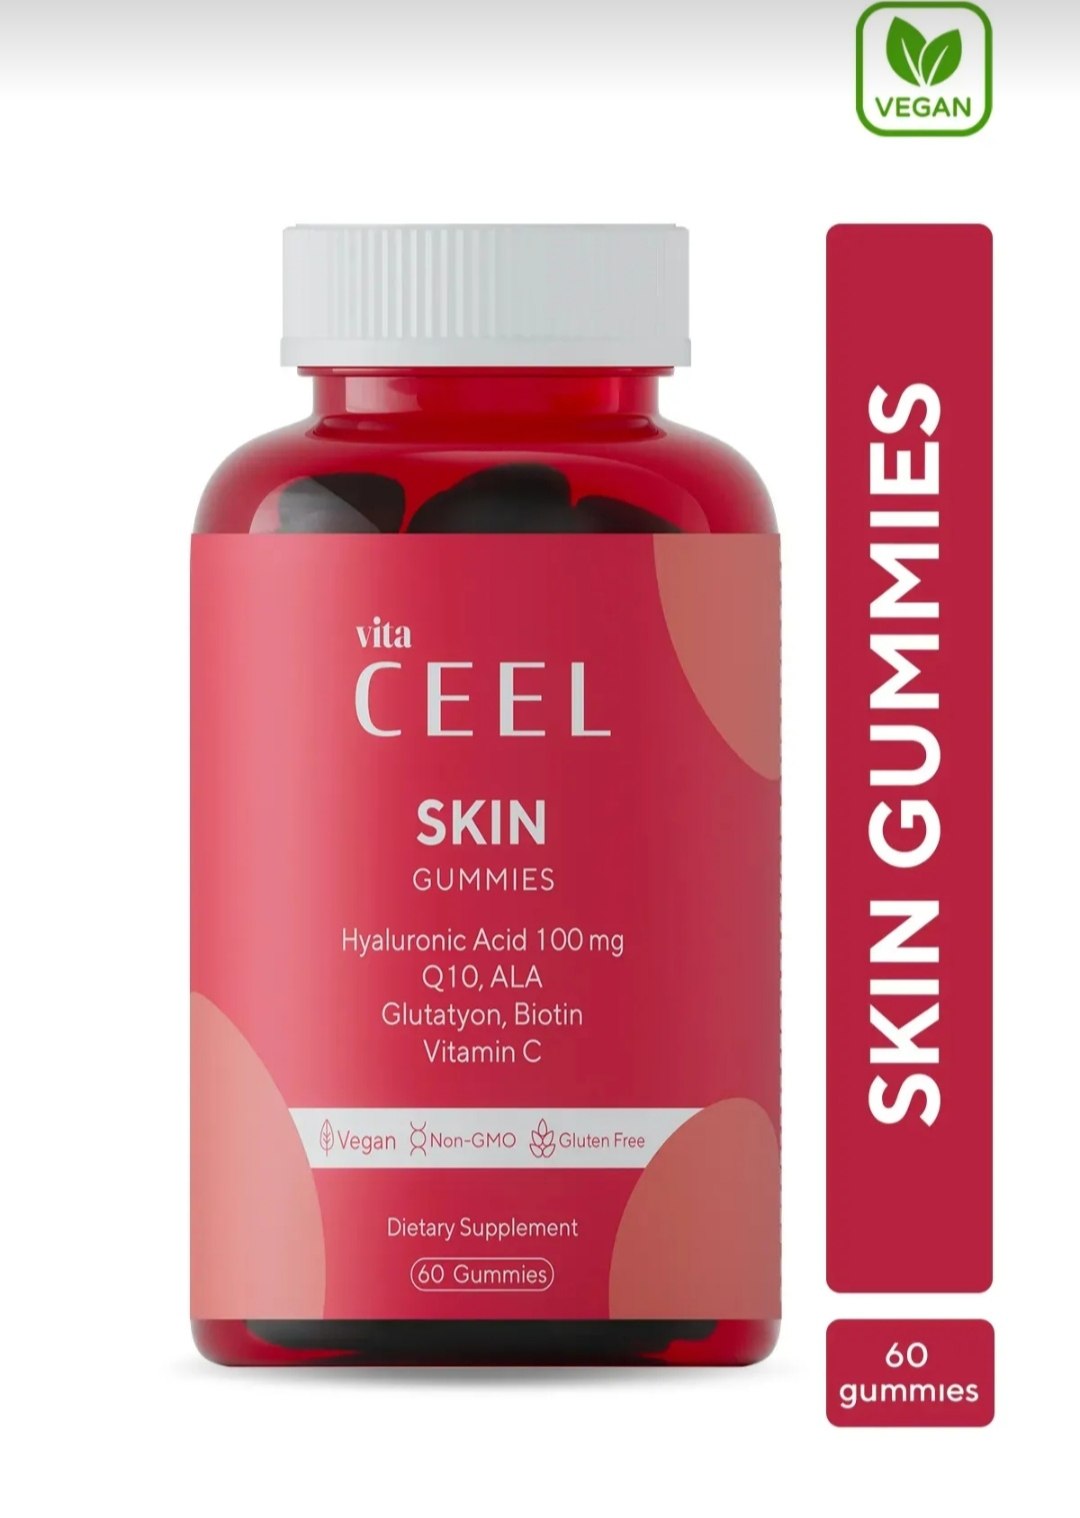 VEGAN
vita
CEEL
SKIN
GUMMIES
Hyaluronic Acid 100 mg
Q10, ALA
Glutatyon, Biotin
Vitamin C
Vegan Non-GMO Gluten Free
Dietary Supplement
60 Gummies
SKIN GUMMIES
60
gummies